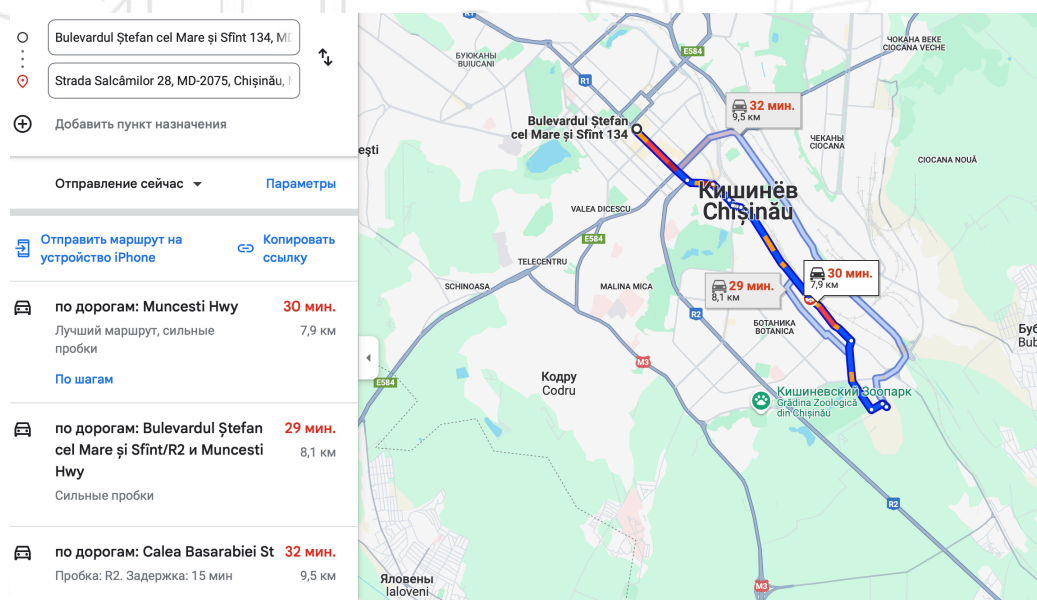 Bulevardul Ștefan cel Mare și Sfînt 134, MD
Strada Salcâmilor 28, MD-2075, Chișinău,
Добавить пункт назначения
Отправление сейчас
Параметры
Отправить маршрут на
устройство iPhone
Копировать
ссылку
по дорогам: Muncesti Hwy
30 мин.
Лучший маршрут, сильные
пробки
7,9 км
По шагам
по дорогам: Bulevardul Ștefan
cel Mare și Sfînt/R2 и Muncesti
Hwy
29 мин.
8,1 км
Сильные пробки
по дорогам: Calea Basarabiei St
32 мин.
Пробка: R2. Задержка: 15 мин
9,5 км
R1
БУЮКАНЫ
BUIUCANI
E584
ЧОКАНА ВЕКЕ
CIOCANA VECHE
R1
32 мин.
9,5 км
Bulevardul Ștefan
cel Mare și Sfînt 134
ești
ЧЕКАНЫ
CIOCANA
CIOCANA NOUĂ
Кишинёв
Chișinău
VALEA DICESCU
E584
TELECENTRU
SCHINOASA
MALINA MICA
30 мин.
7,9 км
29 мин.
8,1 км
R2
БОТАНИКА
BOTANICA
Буб
Bub
M3
E584
Кодру
Codru
Кишиневский Зоопарк
Grădina Zoologică
din Chișinău
R2
Яловены
Ialoveni
M3